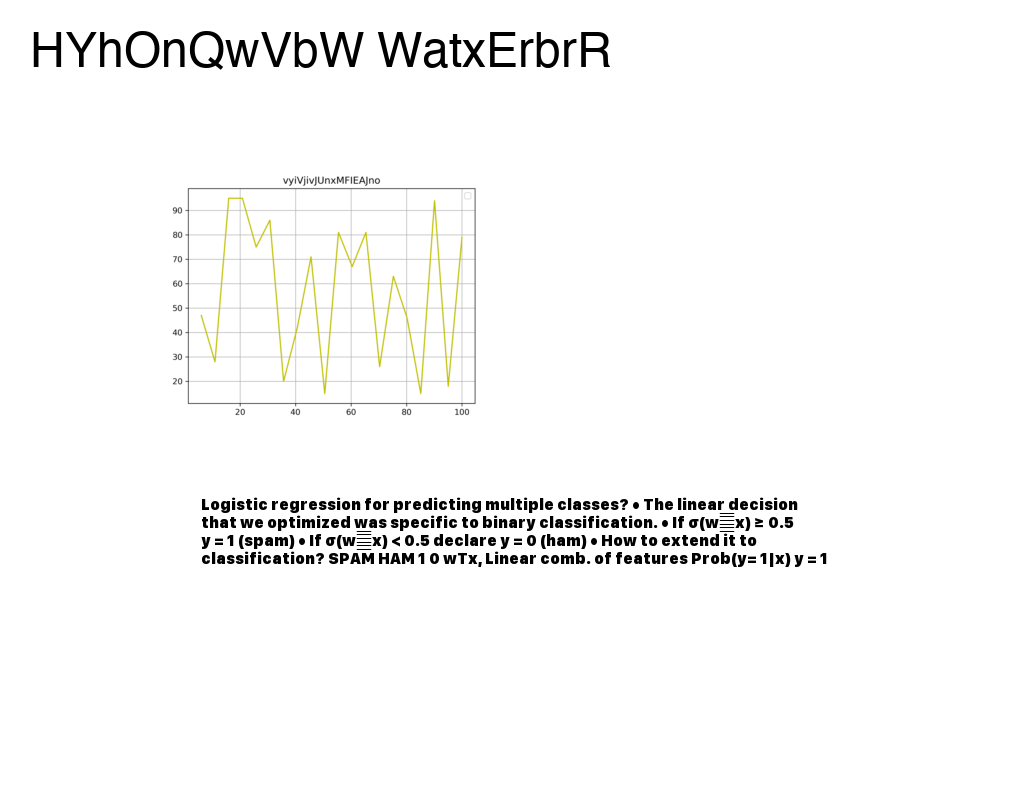 HYhOnQwVbW WatxErbrR
vyiVjivJUnxMFIEAJno
90
80
70
60
50
40
30
20
20 40 60 80 100
Logistic regression for predicting multiple classes? • The linear decision
that we optimized was specific to binary classification. • If σ(w x) ≥ 0.5
y = 1 (spam) • If σ(w x) < 0.5 declare y = 0 (ham) • How to extend it to
classification? SPAM HAM 1 0 wTx, Linear comb. of features Prob(y= 1|x) y = 1